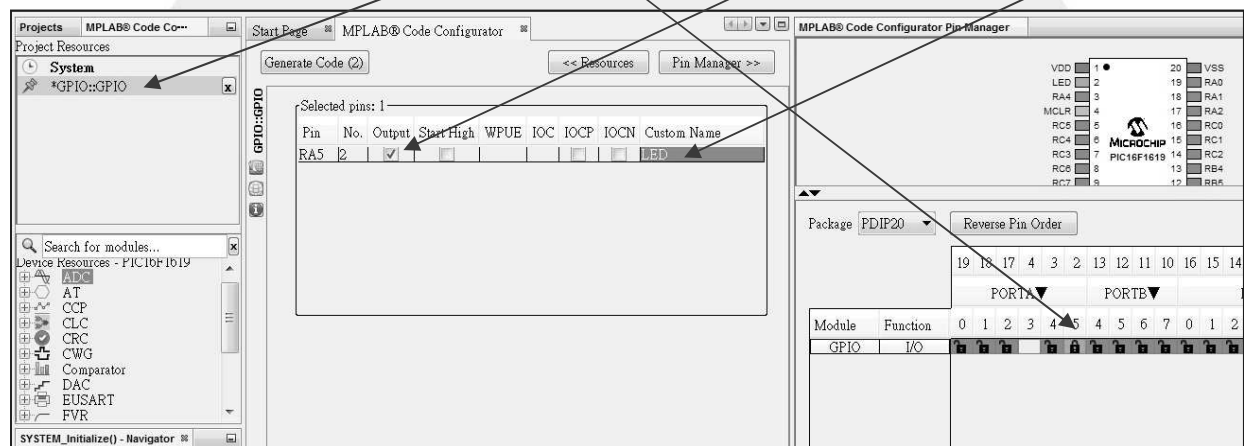 Projects MPLAB® Code Co···
Project Resources
System
*GPIO::GPIO x
Search for modules... x
Device Resources - PIC16F1619
ADC
AT
CCP
CLC
CRC
CWG
Comparator
DAC
EUSART
FVR
SYSTEM_Initialize() - Navigator
Start Page MPLAB® Code Configurator
Generate Code (2) << Resources Pin Manager >>
GPIO::GPIO
Selected pins: 1
Pin No. Output Start High WPUE IOC IOCP IOCN Custom Name
RA5 2 LED
MPLAB® Code Configurator Pin Manager
VDD 1 20 VSS
LED 2 19 RA0
RA4 3 18 RA1
MCLR 4 17 RA2
RC5 5 16 RC0
RC4 6 MICROCHIP 15 RC1
RC3 7 PIC16F1619 14 RC2
RC6 8 13 RB4
RC7 9 12 RB5
Package PDIP20 Reverse Pin Order
19 18 17 4 3 2 13 12 11 10 16 15 14
PORTA▼ PORTB▼
Module Function 0 1 2 3 4 5 4 5 6 7 0 1 2
GPIO I/O